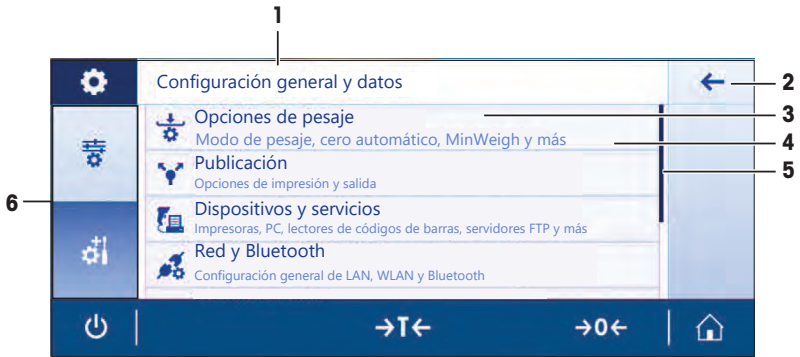 1
Configuración general y datos
2
Opciones de pesaje
3
Modo de pesaje, cero automático, MinWeigh y más
4
Publicación
5
Opciones de impresión y salida
Dispositivos y servicios
6
Impresoras, PC, lectores de códigos de barras, servidores FTP y más
Red y Bluetooth
Configuración general de LAN, WLAN y Bluetooth
→T←
→0←